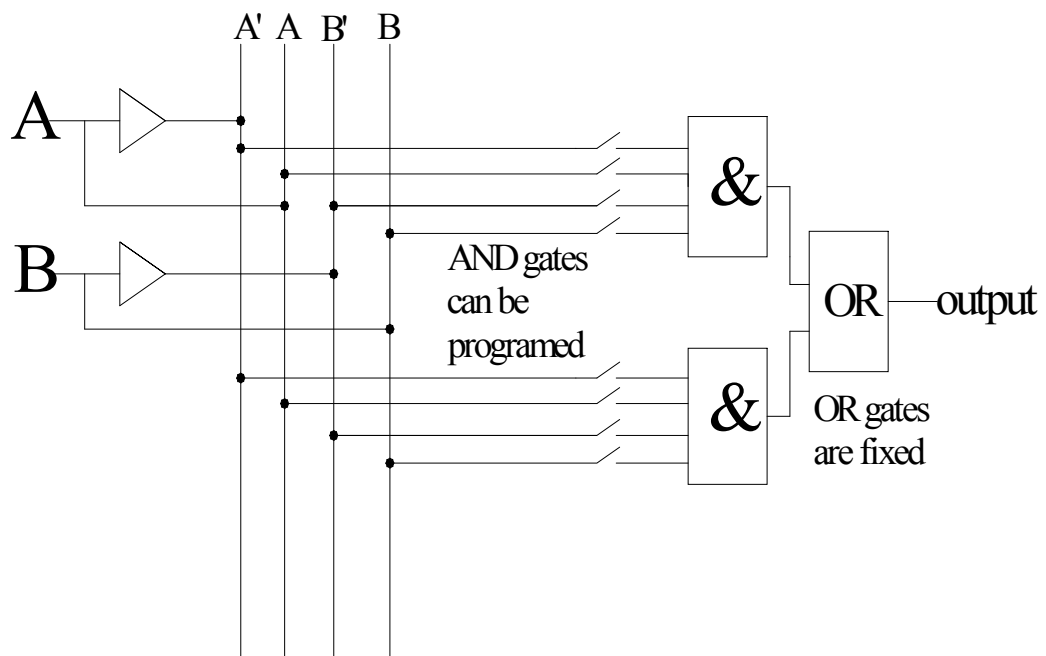 A' A B' B
A
&
B
AND gates
can be
programed
OR
output
&
OR gates
are fixed